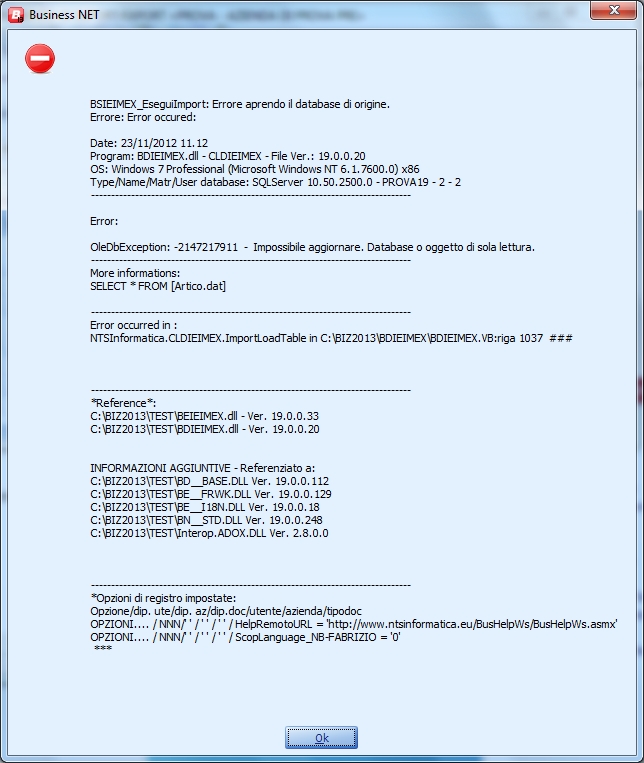 Business NET
BSIEIMEX_EseguiImport: Errore aprendo il database di origine.
Errore: Error occured:
Date: 23/11/2012 11.12
Program: BDIEIMEX.dll - CLDIEIMEX - File Ver.: 19.0.0.20
OS: Windows 7 Professional (Microsoft Windows NT 6.1.7600.0) x86
Type/Name/Matr/User database: SQLServer 10.50.2500.0 - PROVA19 - 2 - 2
--------------------------------------------------------------------------------
Error:
OleDbException: -2147217911 - Impossibile aggiornare. Database o oggetto di sola lettura.
--------------------------------------------------------------------------------
More informations:
SELECT * FROM [Artico.dat]
--------------------------------------------------------------------------------
Error occurred in :
NTSInformatica.CLDIEIMEX.ImportLoadTable in C:\BIZ2013\BDIEIMEX\BDIEIMEX.VB:riga 1037 ###
--------------------------------------------------------------------------------
*Reference*:
C:\BIZ2013\TEST\BEIEIMEX.dll - Ver. 19.0.0.33
C:\BIZ2013\TEST\BDIEIMEX.dll - Ver. 19.0.0.20
INFORMAZIONI AGGIUNTIVE - Referenziato a:
C:\BIZ2013\TEST\BD__BASE.DLL Ver. 19.0.0.112
C:\BIZ2013\TEST\BE__FRWK.DLL Ver. 19.0.0.129
C:\BIZ2013\TEST\BE__I18N.DLL Ver. 19.0.0.18
C:\BIZ2013\TEST\BN__STD.DLL Ver. 19.0.0.248
C:\BIZ2013\TEST\Interop.ADOX.DLL Ver. 2.8.0.0
--------------------------------------------------------------------------------
*Opzioni di registro impostate:
Opzione/dip. ute/dip. az/dip.doc/utente/azienda/tipodoc
OPZIONI.... / NNN/' ' / ' ' / ' ' / HelpRemotoURL = 'http://www.ntsinformatica.eu/BusHelpWs/BusHelpWs.asmx'
OPZIONI.... / NNN/' ' / ' ' / ' ' / ScopLanguage_NB-FABRIZIO = '0'
***
Ok